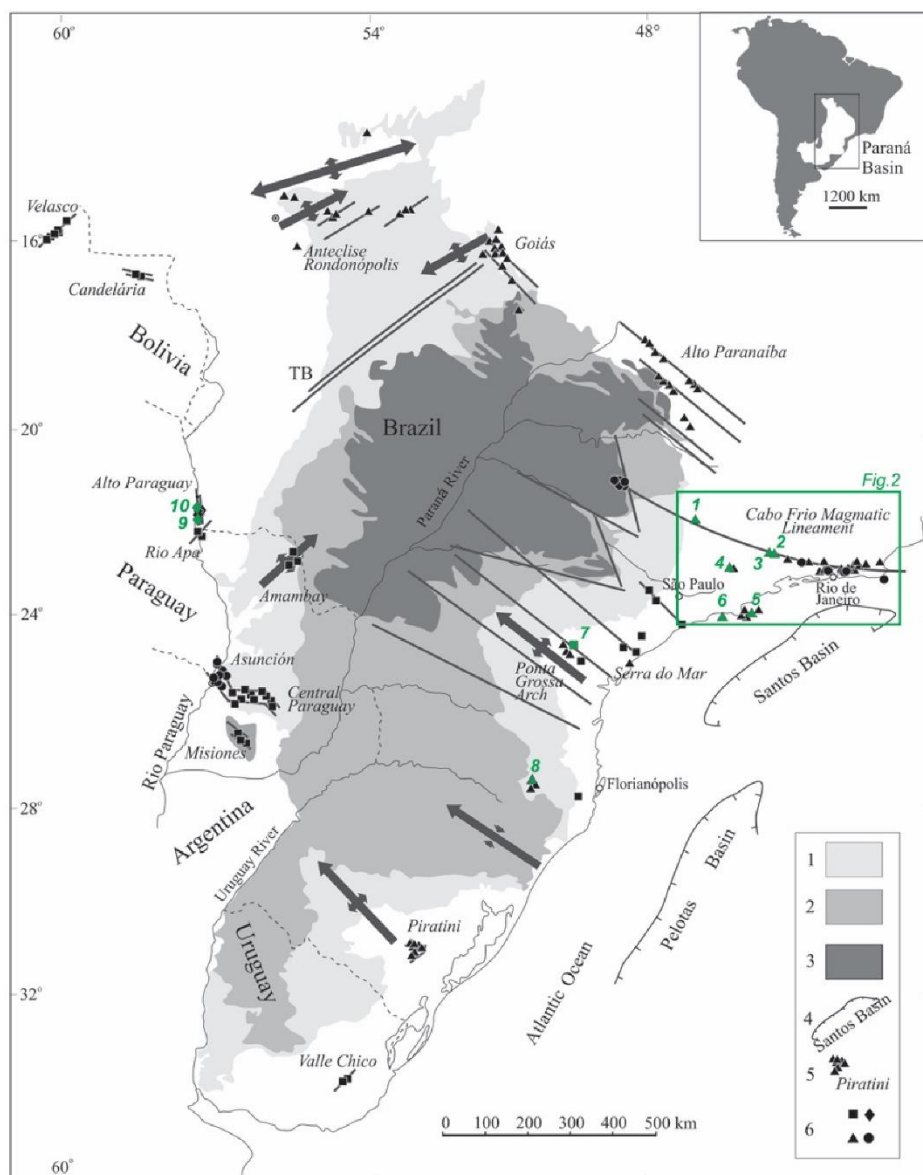 60°
54°
48°
Paraná
Basin
1200 km
Velasco
16°
Anteclise
Rondonópolis
Goiás
Candelária
Bolivia
TB
Alto Paranaíba
Brazil
20°
Paraná River
Fig.2
Alto Paraguay
10
9
1
Cabo Frio Magmatic
Lineament
2
3
4
Rio Apa
São Paulo
Rio de
Janeiro
Paraguay
Amambay
24°
6
5
7
Santos Basin
Asunción
Ponta
Grossa
Arch
Serra do Mar
Central
Paraguay
Rio Paraguay
Misiones
8
Florianópolis
28°
Argentina
Uruguay River
Pelotas
Basin
1
2
Piratini
Uruguay
3
Atlantic Ocean
32°
4
Santos Basin
Valle Chico
5
Piratini
6
0 100 200 300 400 500 km
60°